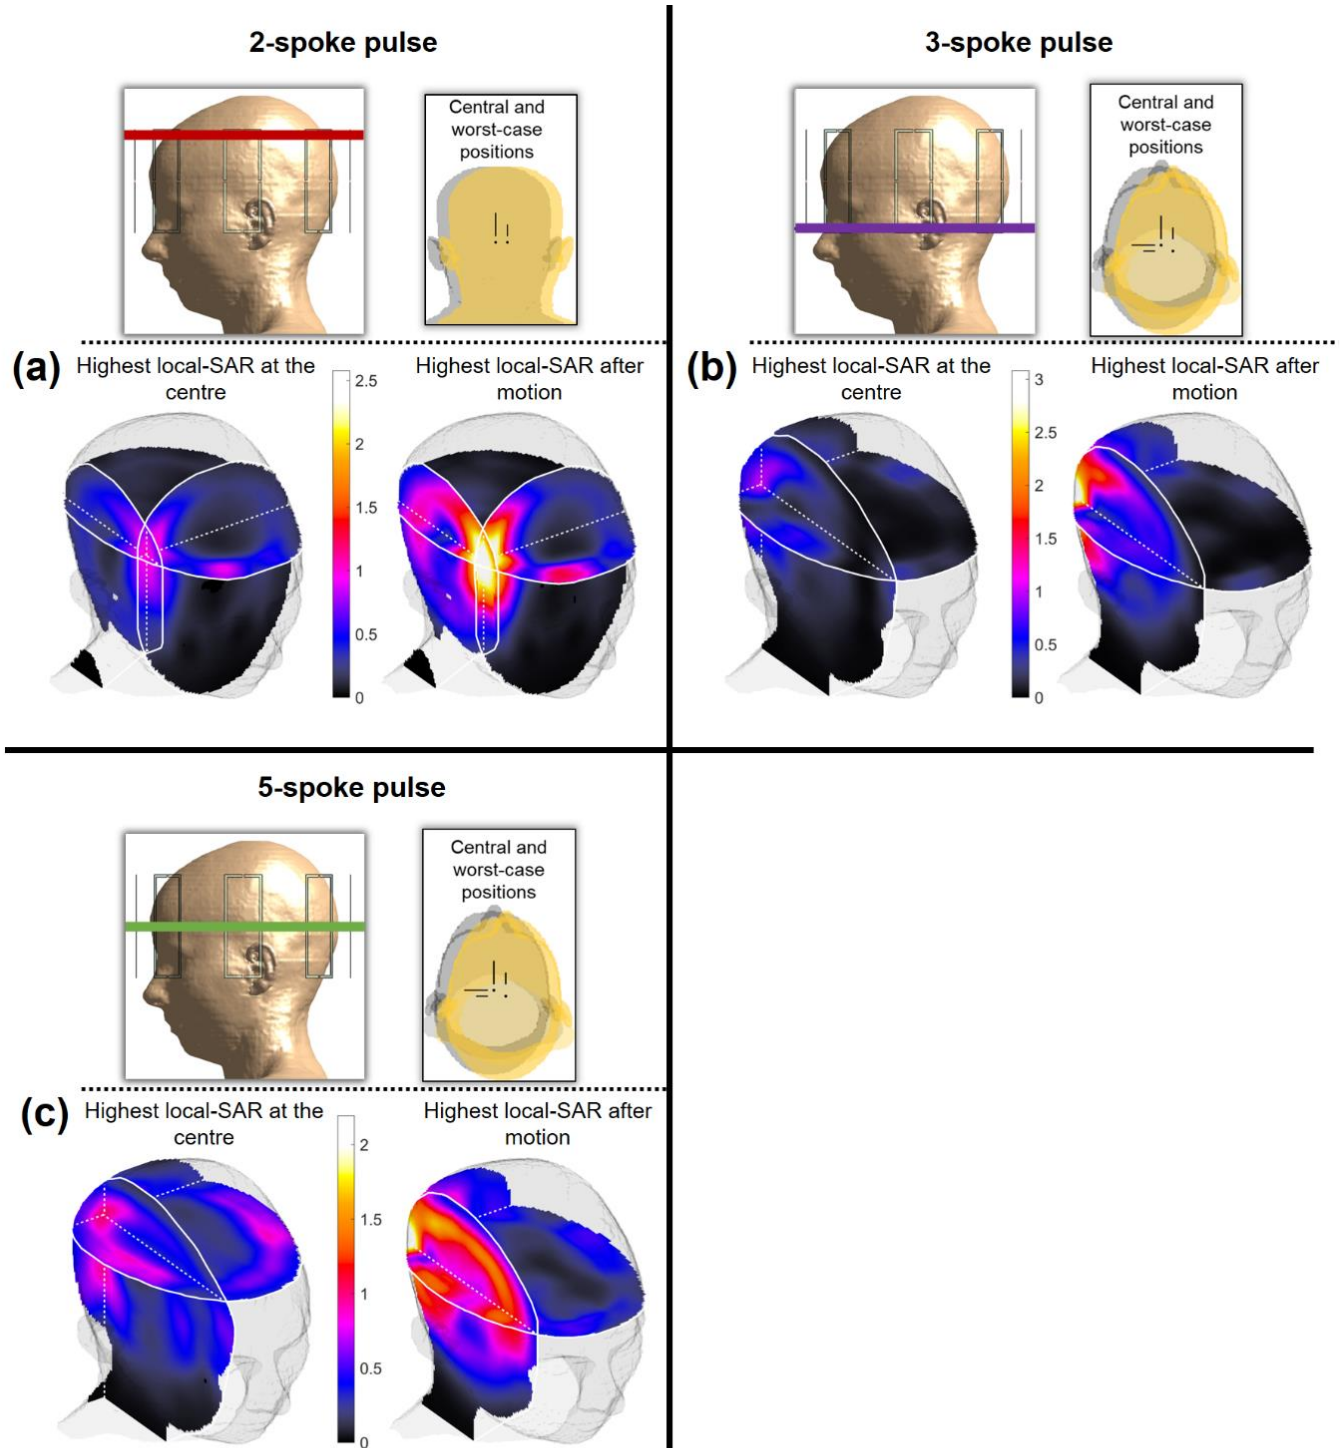 2-spoke pulse
Central and
worst-case
positions
(a)
Highest local-SAR at the
centre
Highest local-SAR after
motion
2.5
2
1.5
1
0.5
0
3-spoke pulse
Central and
worst-case
positions
(b)
Highest local-SAR at the
centre
Highest local-SAR after
motion
3
2.5
2
1.5
1
0.5
0
5-spoke pulse
Central and
worst-case
positions
(c)
Highest local-SAR at the
centre
Highest local-SAR after
motion
2
1.5
1
0.5
0